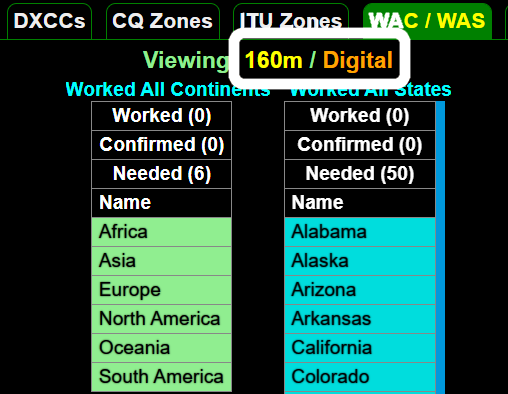 DXCCs CQ Zones ITU Zones WAC / WAS
Viewing 160m / Digital
Worked All Continents Worked All States
Worked (0) Worked (0)
Confirmed (0) Confirmed (0)
Needed (6) Needed (50)
Name Name
Africa Alabama
Asia Alaska
Europe Arizona
North America Arkansas
Oceania California
South America Colorado